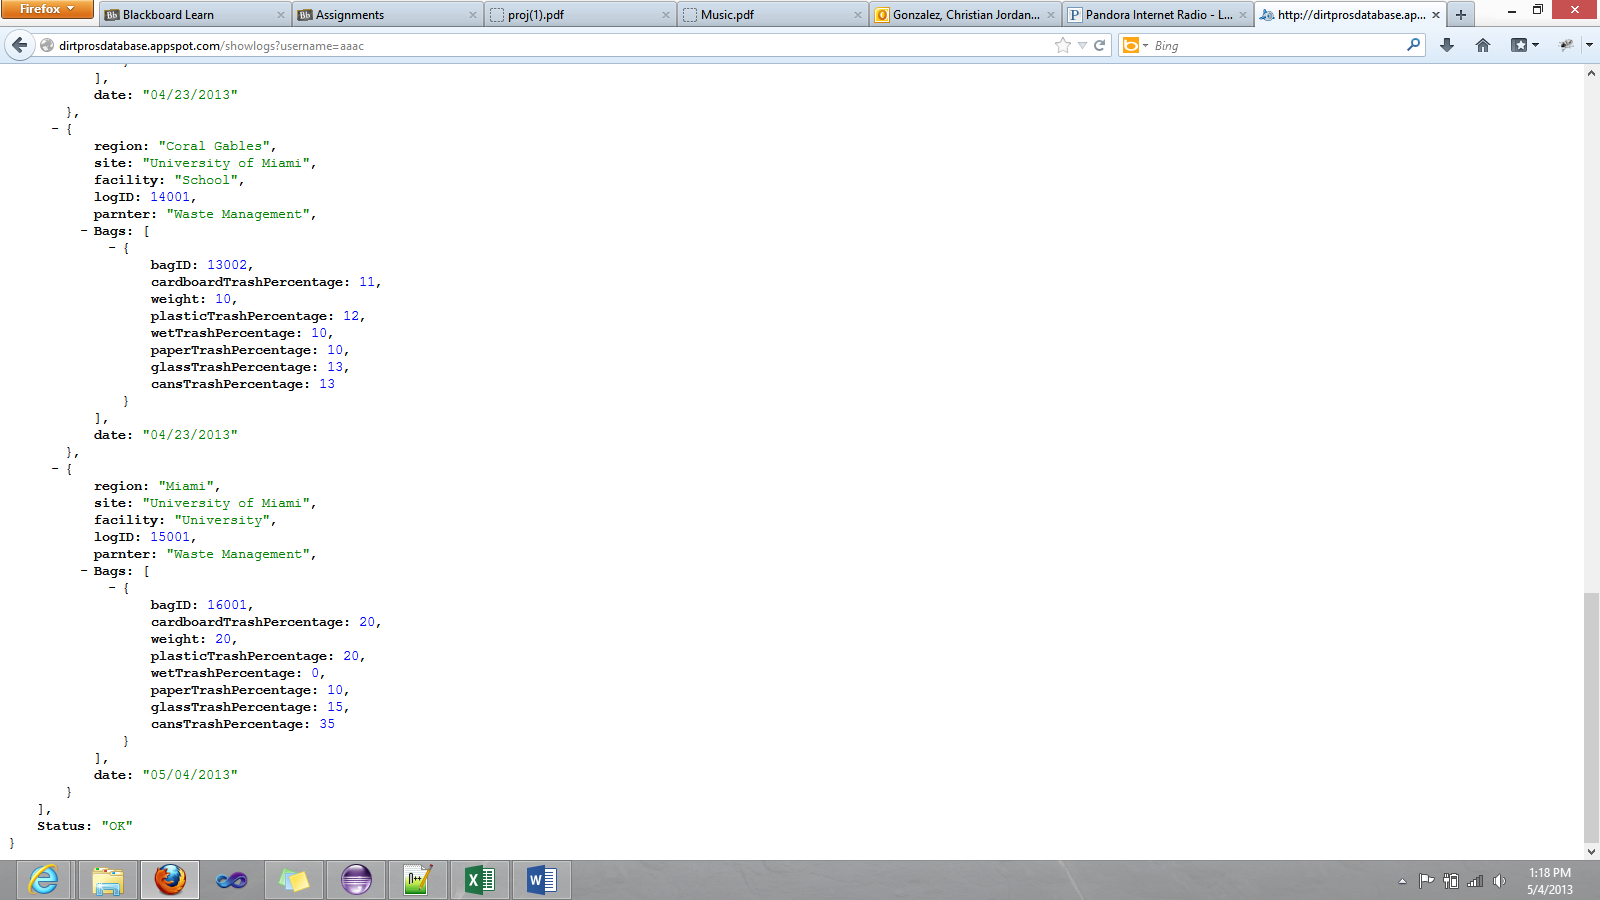 Firefox
Blackboard Learn
Assignments
proj(1).pdf
Music.pdf
Gonzalez, Christian Jordan...
Pandora Internet Radio - L...
http://dirtprosdatabase.ap...
dirtprosdatabase.appspot.com/showlogs?username=aaac
Bing
],
date: "04/23/2013"
},
- {
region: "Coral Gables",
site: "University of Miami",
facility: "School",
logID: 14001,
parnter: "Waste Management",
- Bags: [
- {
bagID: 13002,
cardboardTrashPercentage: 11,
weight: 10,
plasticTrashPercentage: 12,
wetTrashPercentage: 10,
paperTrashPercentage: 10,
glassTrashPercentage: 13,
cansTrashPercentage: 13
}
],
date: "04/23/2013"
},
- {
region: "Miami",
site: "University of Miami",
facility: "University",
logID: 15001,
parnter: "Waste Management",
- Bags: [
- {
bagID: 16001,
cardboardTrashPercentage: 20,
weight: 20,
plasticTrashPercentage: 20,
wetTrashPercentage: 0,
paperTrashPercentage: 10,
glassTrashPercentage: 15,
cansTrashPercentage: 35
}
],
date: "05/04/2013"
}
],
Status: "OK"
}
1:18 PM
5/4/2013